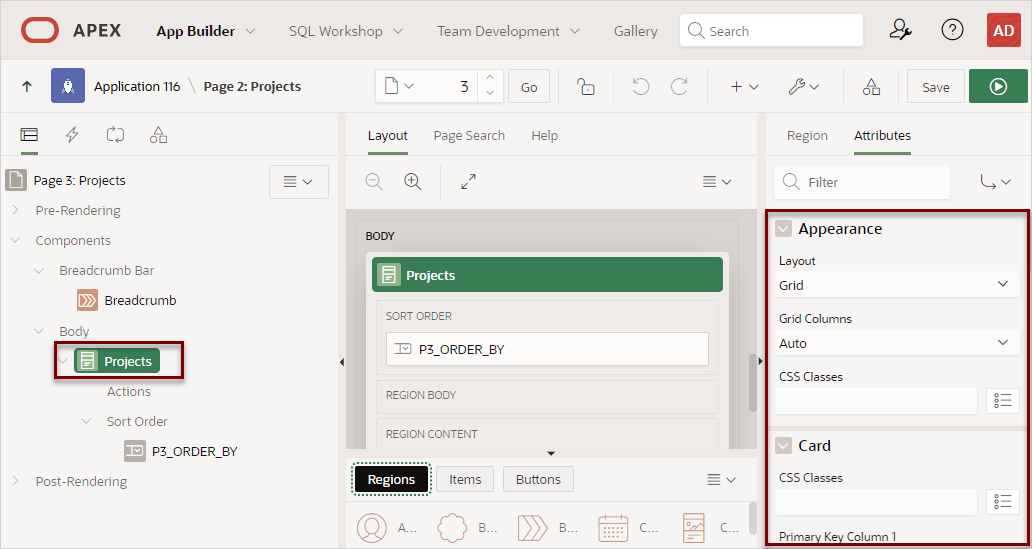 APEX App Builder SQL Workshop Team Development Gallery Search AD
Application 116 \ Page 2: Projects 3 Go Save
Layout Page Search Help
Region Attributes
Page 3: Projects
Pre-Rendering
Components
Breadcrumb Bar
Breadcrumb
Body
Projects
Actions
Sort Order
P3_ORDER_BY
Post-Rendering
BODY
Projects
SORT ORDER
P3_ORDER_BY
REGION BODY
REGION CONTENT
Regions Items Buttons
A... B... B... C... C...
Filter
Appearance
Layout
Grid
Grid Columns
Auto
CSS Classes
Card
CSS Classes
Primary Key Column 1